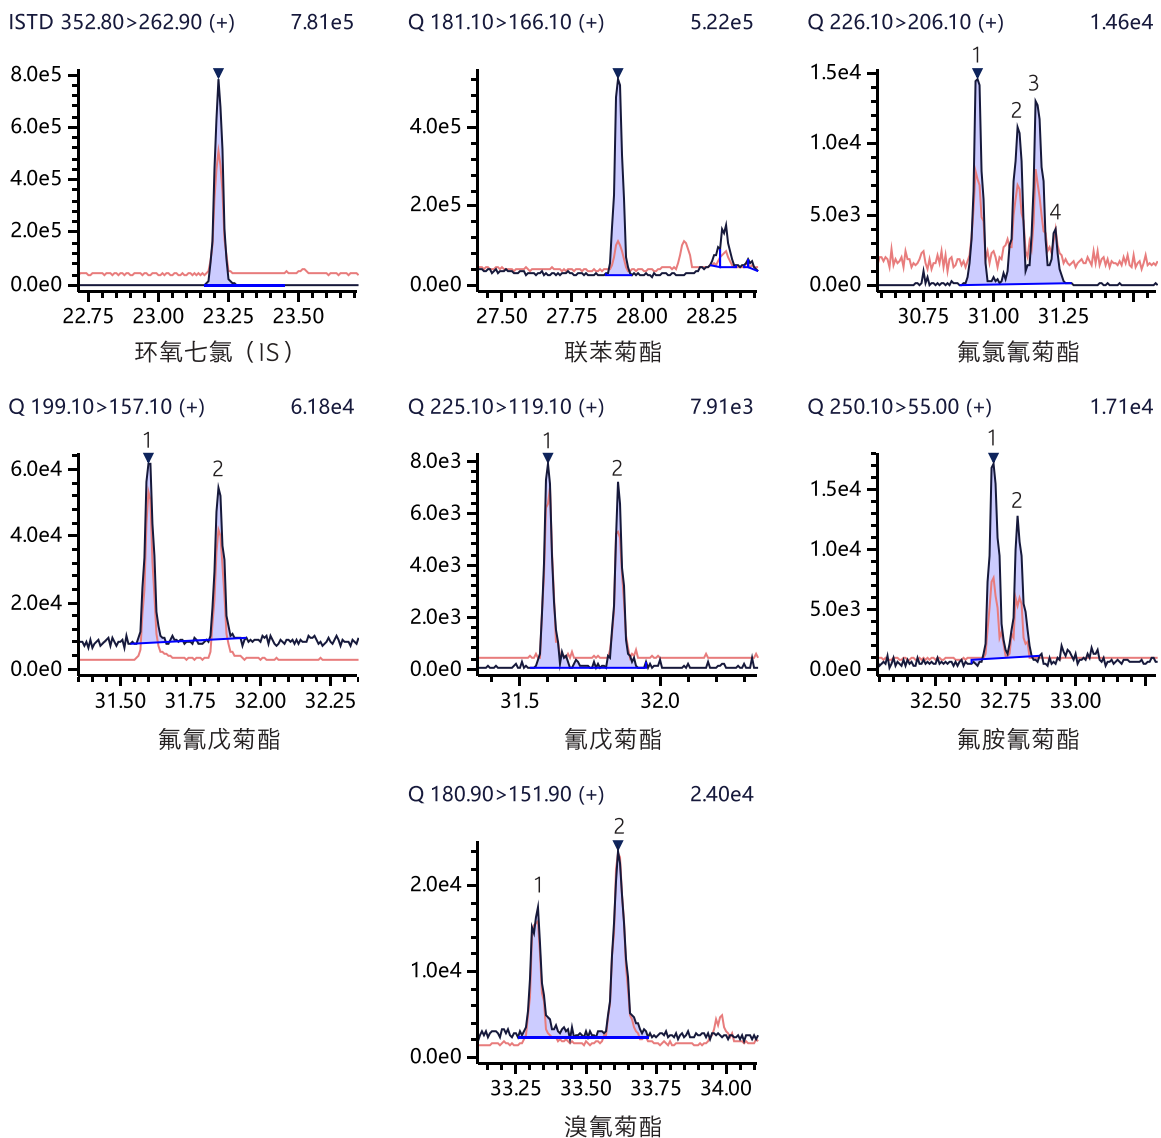 ISTD 352.80>262.90 (+) 7.81e5
8.0e5
6.0e5
4.0e5
2.0e5
0.0e0
22.75 23.00 23.25 23.50
环氧七氯（IS）
Q 181.10>166.10 (+) 5.22e5
4.0e5
2.0e5
0.0e0
27.50 27.75 28.00 28.25
联苯菊酯
Q 226.10>206.10 (+) 1.46e4
1
2
3
4
1.5e4
1.0e4
5.0e3
0.0e0
30.75 31.00 31.25
氟氯氰菊酯
Q 199.10>157.10 (+) 6.18e4
1
2
6.0e4
4.0e4
2.0e4
0.0e0
31.50 31.75 32.00 32.25
氟氰戊菊酯
Q 225.10>119.10 (+) 7.91e3
1
2
8.0e3
6.0e3
4.0e3
2.0e3
0.0e0
31.5 32.0
氰戊菊酯
Q 250.10>55.00 (+) 1.71e4
1
2
1.5e4
1.0e4
5.0e3
0.0e0
32.50 32.75 33.00
氟胺氰菊酯
Q 180.90>151.90 (+) 2.40e4
1
2
2.0e4
1.0e4
0.0e0
33.25 33.50 33.75 34.00
溴氰菊酯